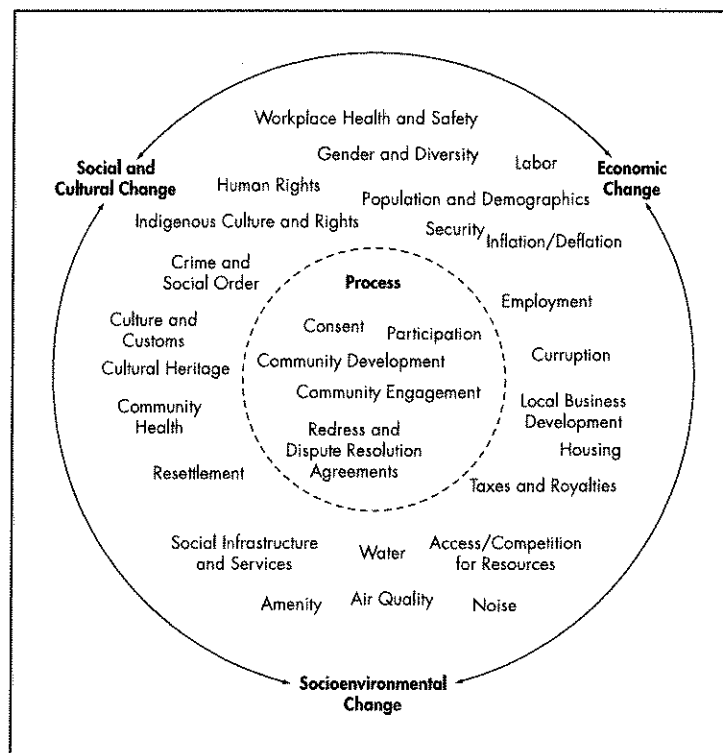 Workplace Health and Safety
Gender and Diversity
Labor
Social and
Cultural Change
Economic
Change
Human Rights
Population and Demographics
Indigenous Culture and Rights
Security
Inflation/Deflation
Crime and
Social Order
Process
Employment
Culture and
Customs
Consent
Participation
Curruption
Cultural Heritage
Community Development
Community
Health
Community Engagement
Local Business
Development
Redress and
Dispute Resolution
Agreements
Housing
Resettlement
Taxes and Royalties
Social Infrastructure
and Services
Water
Access/Competition
for Resources
Amenity
Air Quality
Noise
Socioenvironmental
Change